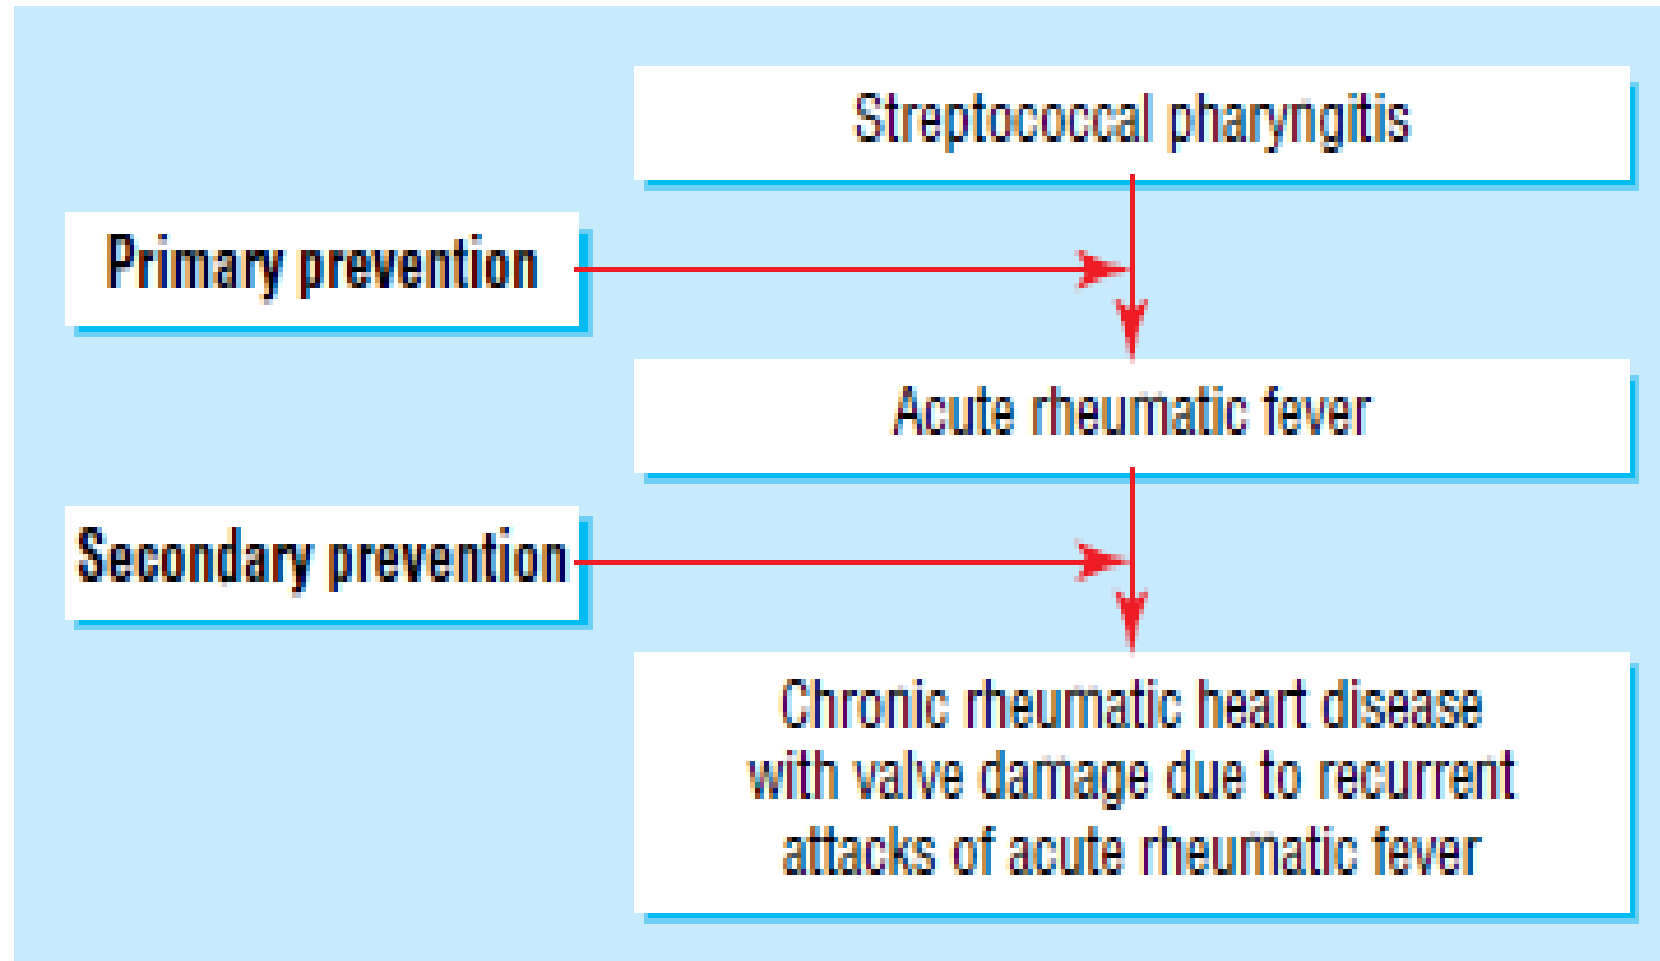 Streptococcal pharyngitis
Primary prevention
Acute rheumatic fever
Secondary prevention
Chronic rheumatic heart disease
with valve damage due to recurrent
attacks of acute rheumatic fever